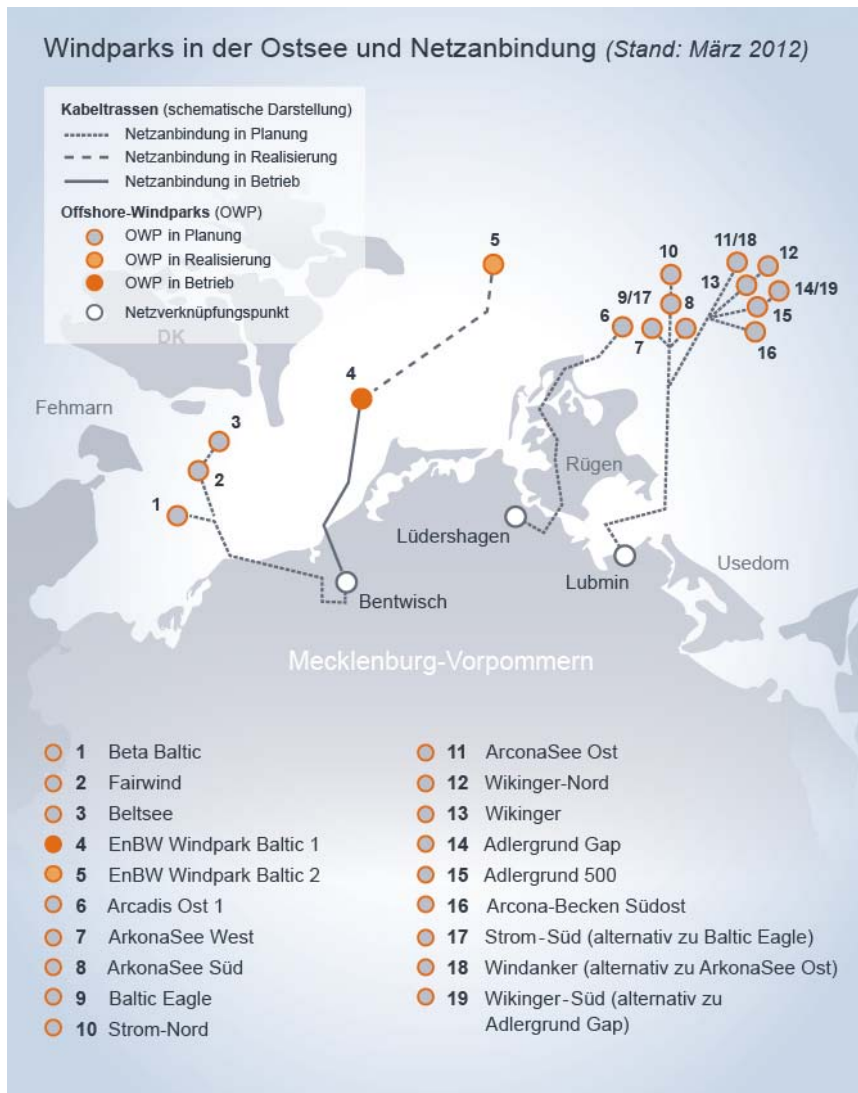 Windparks in der Ostsee und Netzanbindung (Stand: März 2012)
Kabeltrassen (schematische Darstellung)
Netzanbindung in Planung
Netzanbindung in Realisierung
Netzanbindung in Betrieb
Offshore-Windparks (OWP)
OWP in Planung
OWP in Realisierung
OWP in Betrieb
Netzverknüpfungspunkt
DK
Fehmarn
1
2
3
4
5
6
7
8
9/17
10
11/18
12
13
14/19
15
16
Rügen
Lüdershagen
Lubmin
Usedom
Bentwisch
Mecklenburg-Vorpommern
1 Beta Baltic
2 Fairwind
3 Beltsee
4 EnBW Windpark Baltic 1
5 EnBW Windpark Baltic 2
6 Arcadis Ost 1
7 ArkonaSee West
8 ArkonaSee Süd
9 Baltic Eagle
10 Strom-Nord
11 ArconaSee Ost
12 Wikinger-Nord
13 Wikinger
14 Adlergrund Gap
15 Adlergrund 500
16 Arcona-Becken Südost
17 Strom-Süd (alternativ zu Baltic Eagle)
18 Windanker (alternativ zu ArkonaSee Ost)
19 Wikinger-Süd (alternativ zu
Adlergrund Gap)